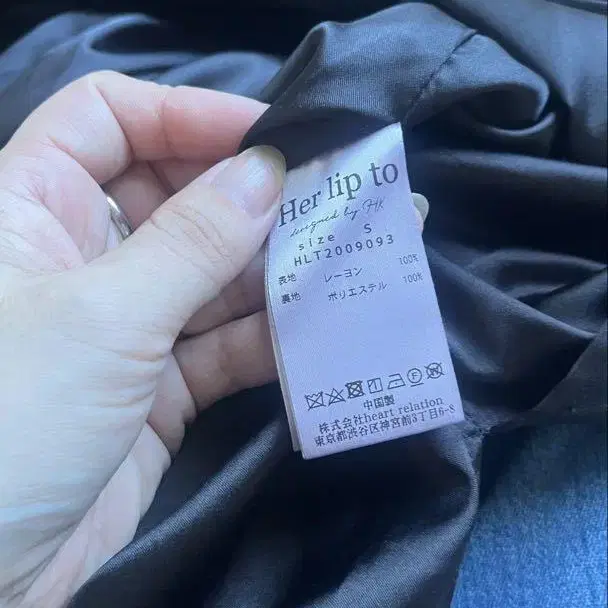 Her lip to
designed by HK
size S
HLT2009093
表地 レーヨン 100%
裏地 ポリエステル 100%
中国製
株式会社heart relation
東京都渋谷区神宮前3丁目6-8